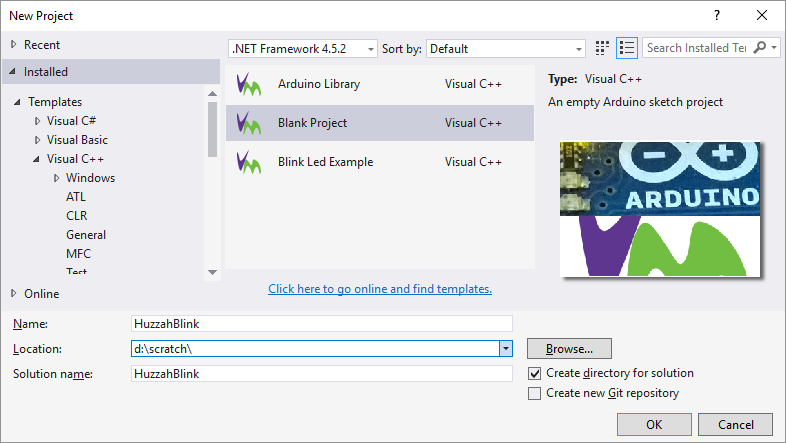 New Project
? ×
Recent
.NET Framework 4.5.2 Sort by: Default
Installed
Templates
Visual C#
Visual Basic
Visual C++
Windows
ATL
CLR
General
MFC
Test
Online
Arduino Library Visual C++
Blank Project Visual C++
Blink Led Example Visual C++
Click here to go online and find templates.
Search Installed Te
Type: Visual C++
An empty Arduino sketch project
ARDUINO
Name: HuzzahBlink
Location: d:\scratch\
Browse...
Solution name: HuzzahBlink
Create directory for solution
Create new Git repository
OK Cancel